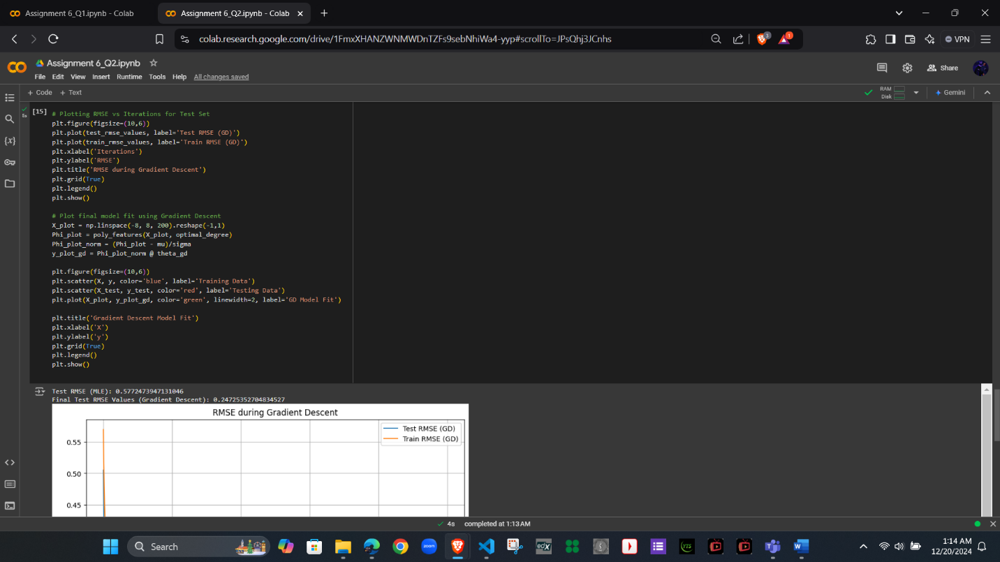 Assignment 6_Q1.ipynb - Colab
Assignment 6_Q2.ipynb - Colab
colab.research.google.com/drive/1FmxXHANZWNMWDnTZFs9sebNhiWa4-yyp#scrollTo=JPsQhj3JCnhs
3
1
VPN
Assignment 6_Q2.ipynb
File Edit View Insert Runtime Tools Help All changes saved
Share
+ Code + Text
RAM
Disk
Gemini
[15]
5s
# Plotting RMSE vs Iterations for Test Set
plt.figure(figsize=(10,6))
plt.plot(test_rmse_values, label='Test RMSE (GD)')
plt.plot(train_rmse_values, label='Train RMSE (GD)')
plt.xlabel('Iterations')
plt.ylabel('RMSE')
plt.title('RMSE during Gradient Descent')
plt.grid(True)
plt.legend()
plt.show()
# Plot final model fit using Gradient Descent
X_plot = np.linspace(-8, 8, 200).reshape(-1,1)
Phi_plot = poly_features(X_plot, optimal_degree)
Phi_plot_norm = (Phi_plot - mu)/sigma
y_plot_gd = Phi_plot_norm @ theta_gd
plt.figure(figsize=(10,6))
plt.scatter(X, y, color='blue', label='Training Data')
plt.scatter(X_test, y_test, color='red', label='Testing Data')
plt.plot(X_plot, y_plot_gd, color='green', linewidth=2, label='GD Model Fit')
plt.title('Gradient Descent Model Fit')
plt.xlabel('X')
plt.ylabel('y')
plt.grid(True)
plt.legend()
plt.show()
Test RMSE (MLE): 0.5772473947131046
Final Test RMSE Values (Gradient Descent): 0.24725352704834527
RMSE during Gradient Descent
Test RMSE (GD)
Train RMSE (GD)
0.55
0.50
0.45
4s completed at 1:13 AM
Search
zoom
edX
YTS
1:14 AM
12/20/2024